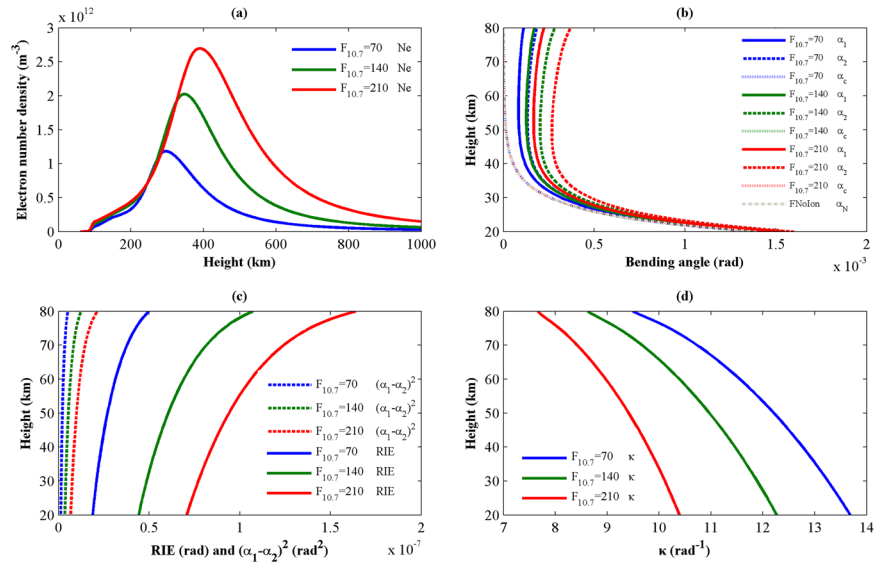 (a)
3 x 10^12
2.5
2
1.5
1
0.5
0
0 200 400 600 800 1000
Electron number density (m^-3)
Height (km)
F10.7=70 Ne
F10.7=140 Ne
F10.7=210 Ne
(b)
80
70
60
50
40
30
20
0 0.5 1 1.5 2
x 10^-3
Height (km)
Bending angle (rad)
F10.7=70 α1
F10.7=70 α2
F10.7=70 αc
F10.7=140 α1
F10.7=140 α2
F10.7=140 αc
F10.7=210 α1
F10.7=210 α2
F10.7=210 αc
FNoIon αN
(c)
80
70
60
50
40
30
20
0 0.5 1 1.5 2
x 10^-7
Height (km)
RIE (rad) and (α1-α2)^2 (rad^2)
F10.7=70 (α1-α2)^2
F10.7=140 (α1-α2)^2
F10.7=210 (α1-α2)^2
F10.7=70 RIE
F10.7=140 RIE
F10.7=210 RIE
(d)
80
70
60
50
40
30
20
7 8 9 10 11 12 13 14
Height (km)
κ (rad^-1)
F10.7=70 κ
F10.7=140 κ
F10.7=210 κ